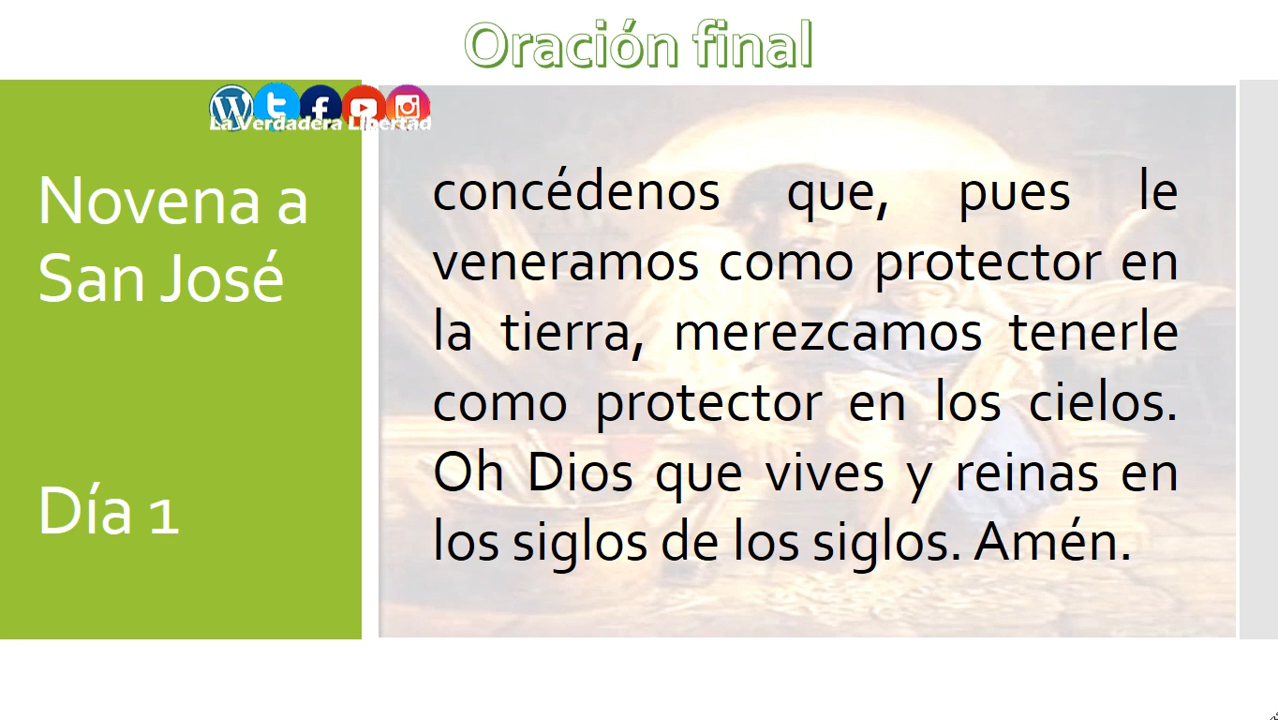 Oración final
La Verdadera Libertad
Novena a
San José
Día 1
concédenos que, pues le
veneramos como protector en
la tierra, merezcamos tenerle
como protector en los cielos.
Oh Dios que vives y reinas en
los siglos de los siglos. Amén.